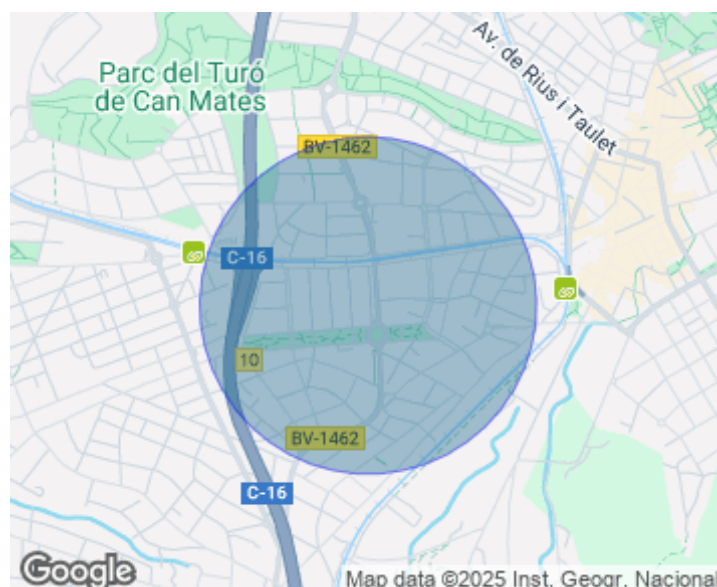 Parc del Turó
de Can Mates
Av. de Rius i Taulet
BV-1462
C-16
10
BV-1462
C-16
Google
Map data ©2025 Inst. Geogr. Nacional